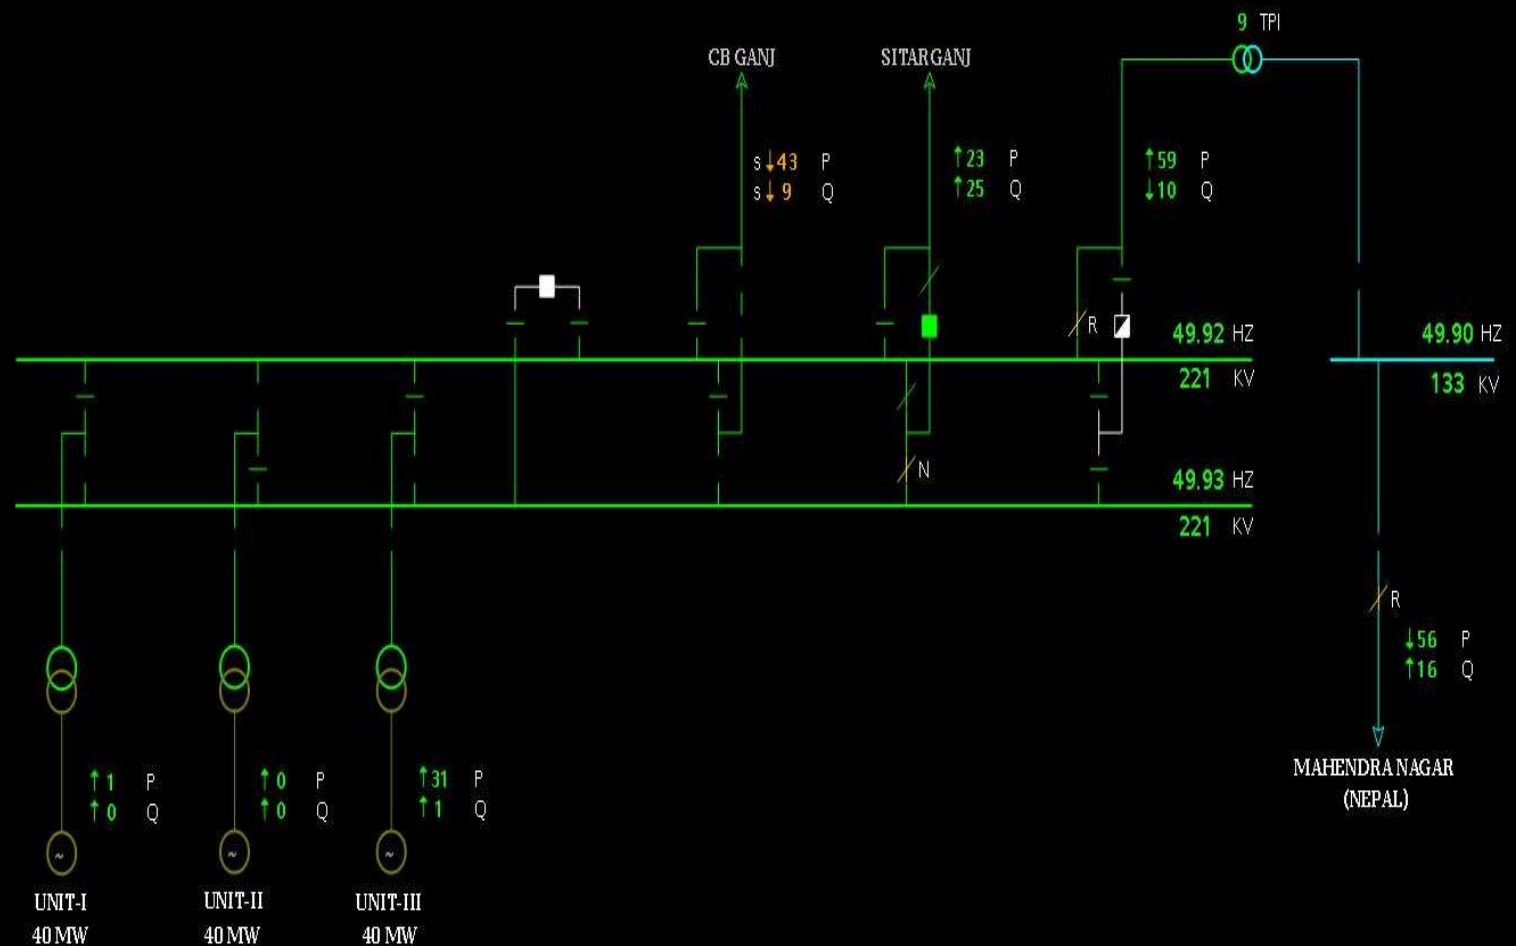 9 TPI
CB GANJ
SITARGANJ
s↓43 P
s↓ 9 Q
↑23 P
↑25 Q
↑59 P
↓10 Q
R
49.92 HZ
221 KV
49.90 HZ
133 KV
N
49.93 HZ
221 KV
R
↓56 P
↑16 Q
MAHENDRA NAGAR
(NEPAL)
↑ 1 P
↑ 0 Q
↑ 0 P
↑ 0 Q
↑31 P
↑ 1 Q
~
~
~
UNIT-I
40 MW
UNIT-II
40 MW
UNIT-III
40 MW